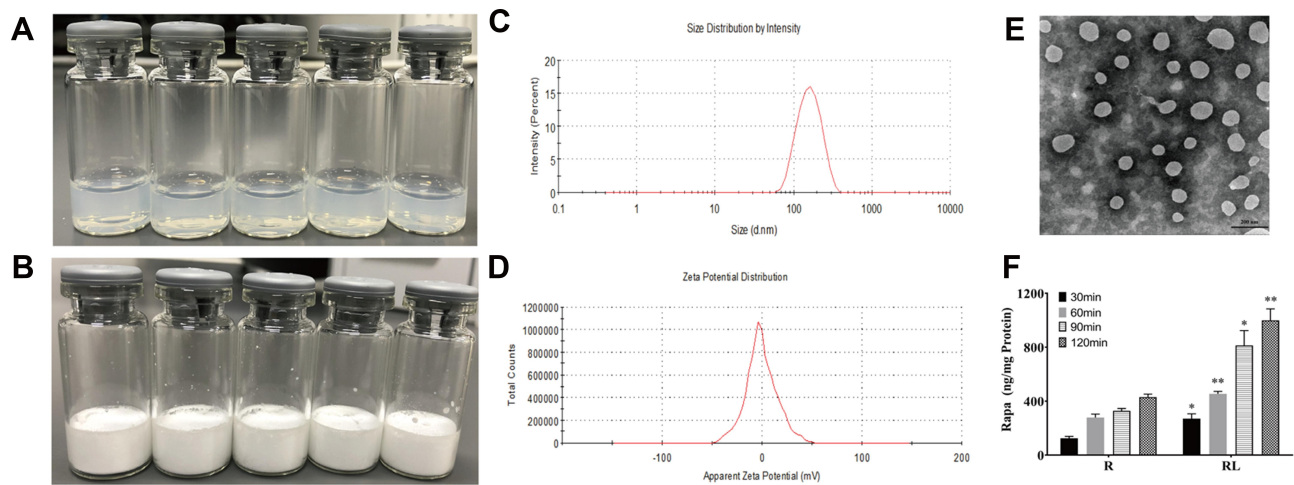 A
B
C
Size Distribution by Intensity
Intensity (Percent)
20
15
10
5
0
0.1 1 10 100 1000 10000
Size (d.nm)
D
Zeta Potential Distribution
Total Counts
1200000
1000000
800000
600000
400000
200000
0
-100 0 100 200
Apparent Zeta Potential (mV)
E
200 nm
F
Rapa (ng/mg Protein)
1200
800
400
0
30min
60min
90min
120min
* ** * **
R RL